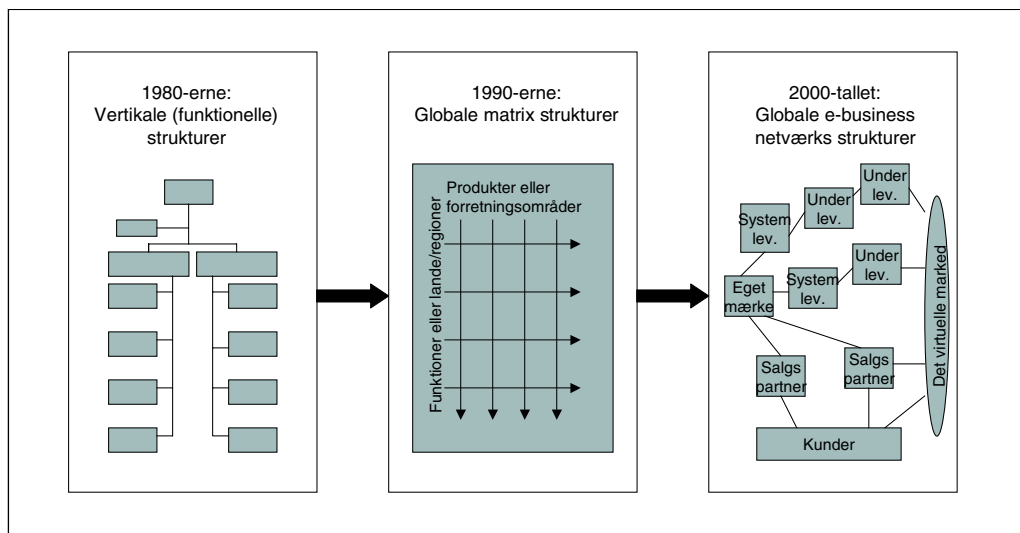 1980-erne:
Vertikale (funktionelle)
strukturer
1990-erne:
Globale matrix strukturer
Produkter eller
forretningsområder
Funktioner eller lande/regioner
2000-tallet:
Globale e-business
netværks strukturer
Under
lev.
Under
lev.
System
lev.
Under
lev.
System
lev.
Eget
mærke
Salgs
partner
Salgs
partner
Det virtuelle marked
Kunder